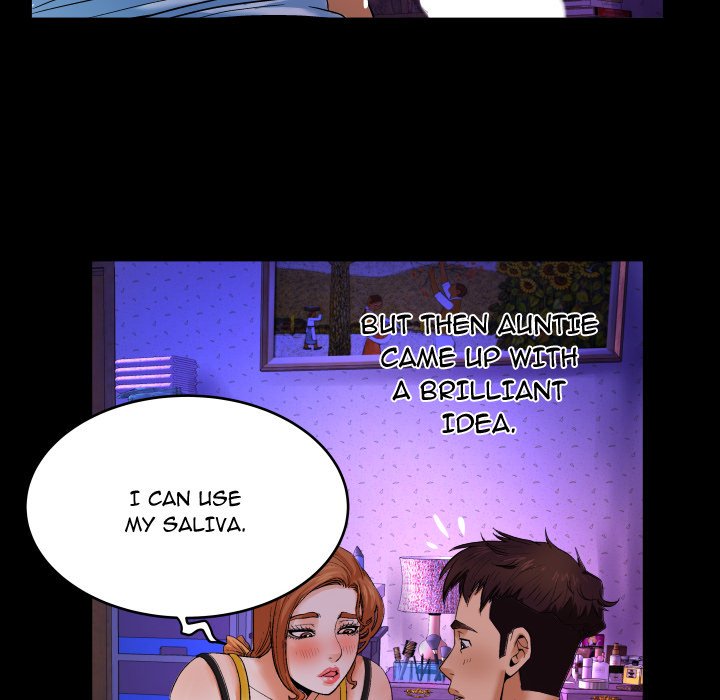 BUT THEN AUNTIE
CAME UP WITH
A BRILLIANT
IDEA.
I CAN USE
MY SALIVA.